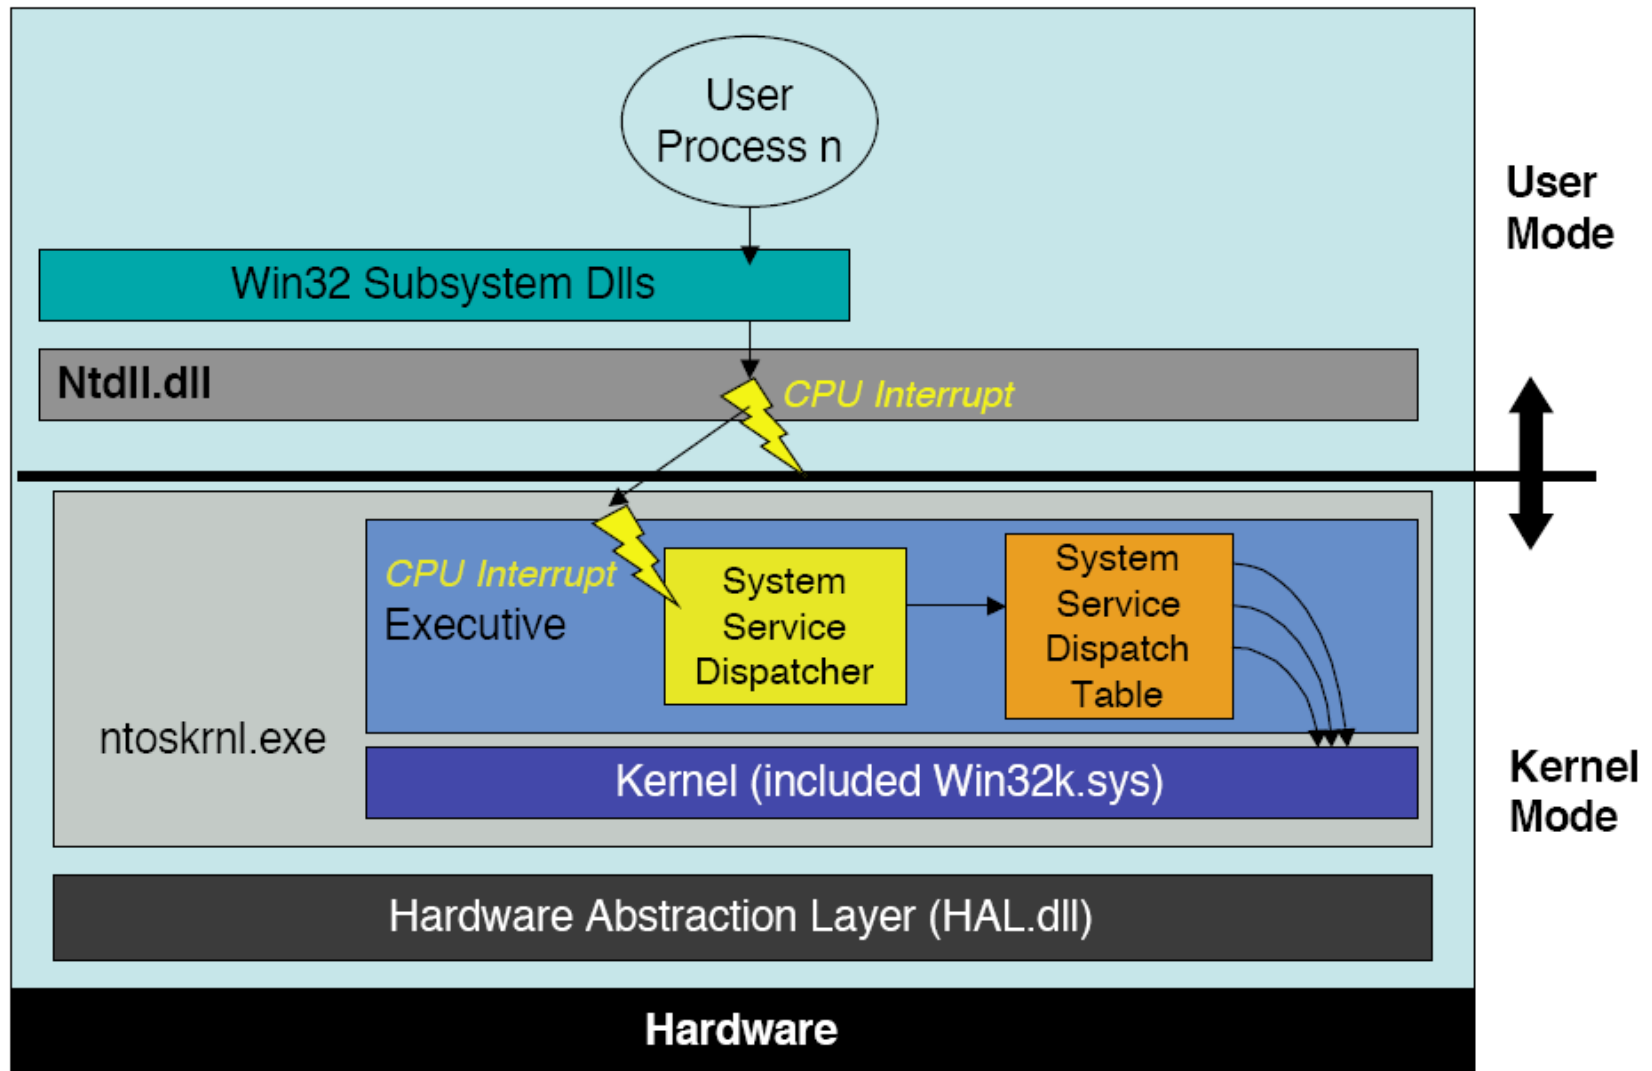 User
Process n
User
Mode
Win32 Subsystem Dlls
Ntdll.dll
CPU Interrupt
CPU Interrupt
Executive
System
Service
Dispatcher
System
Service
Dispatch
Table
ntoskrnl.exe
Kernel (included Win32k.sys)
Kernel
Mode
Hardware Abstraction Layer (HAL.dll)
Hardware